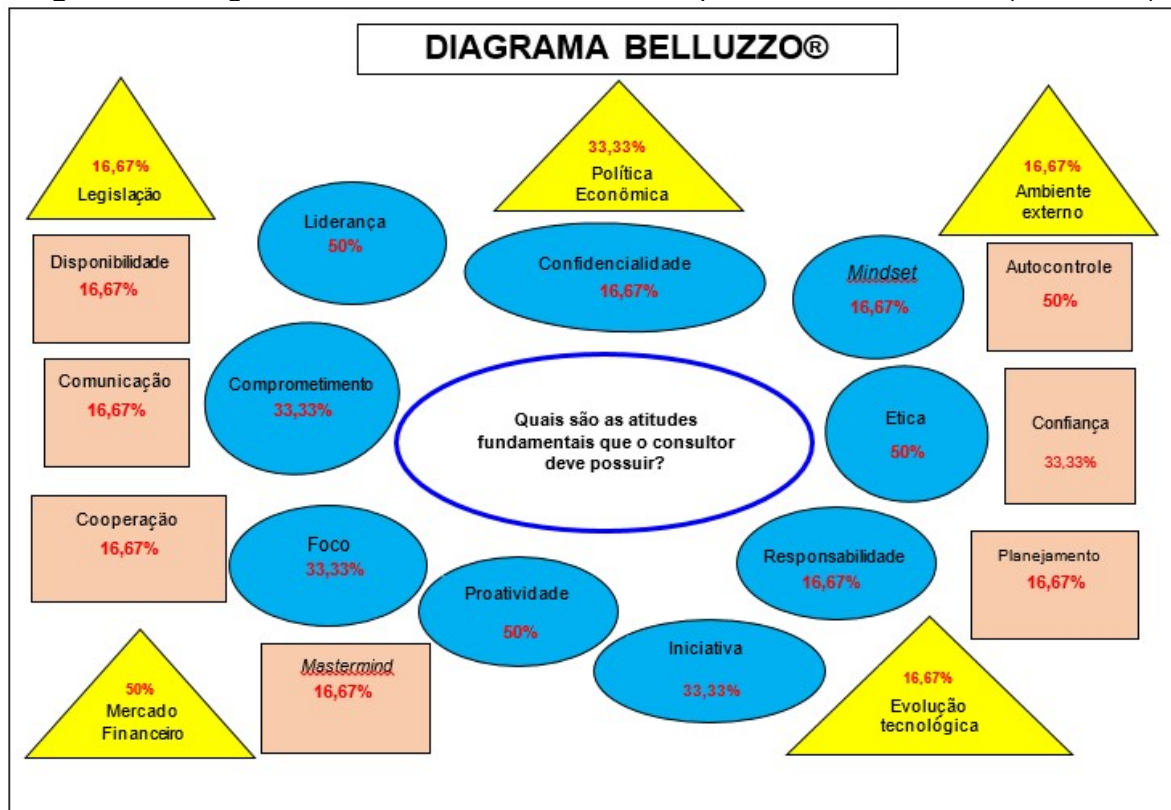 DIAGRAMA BELLUZZO®
16,67%
Legislação
33,33%
Política
Econômica
16,67%
Ambiente
externo
Liderança
50%
Confidencialidade
16,67%
Mindset
16,67%
Disponibilidade
16,67%
Autocontrole
50%
Comunicação
16,67%
Comprometimento
33,33%
Quais são as atitudes
fundamentais que o consultor
deve possuir?
Etica
50%
Confiança
33,33%
Cooperação
16,67%
Foco
33,33%
Proatividade
50%
Responsabilidade
16,67%
Planejamento
16,67%
Iniciativa
33,33%
Mastermind
16,67%
50%
Mercado
Financeiro
16,67%
Evolução
tecnológica